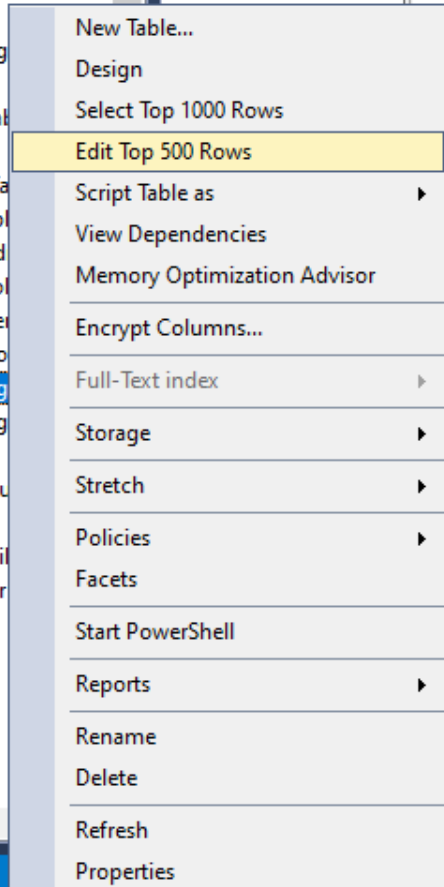 New Table...
Design
Select Top 1000 Rows
Edit Top 500 Rows
Script Table as
View Dependencies
Memory Optimization Advisor
Encrypt Columns...
Full-Text index
Storage
Stretch
Policies
Facets
Start PowerShell
Reports
Rename
Delete
Refresh
Properties